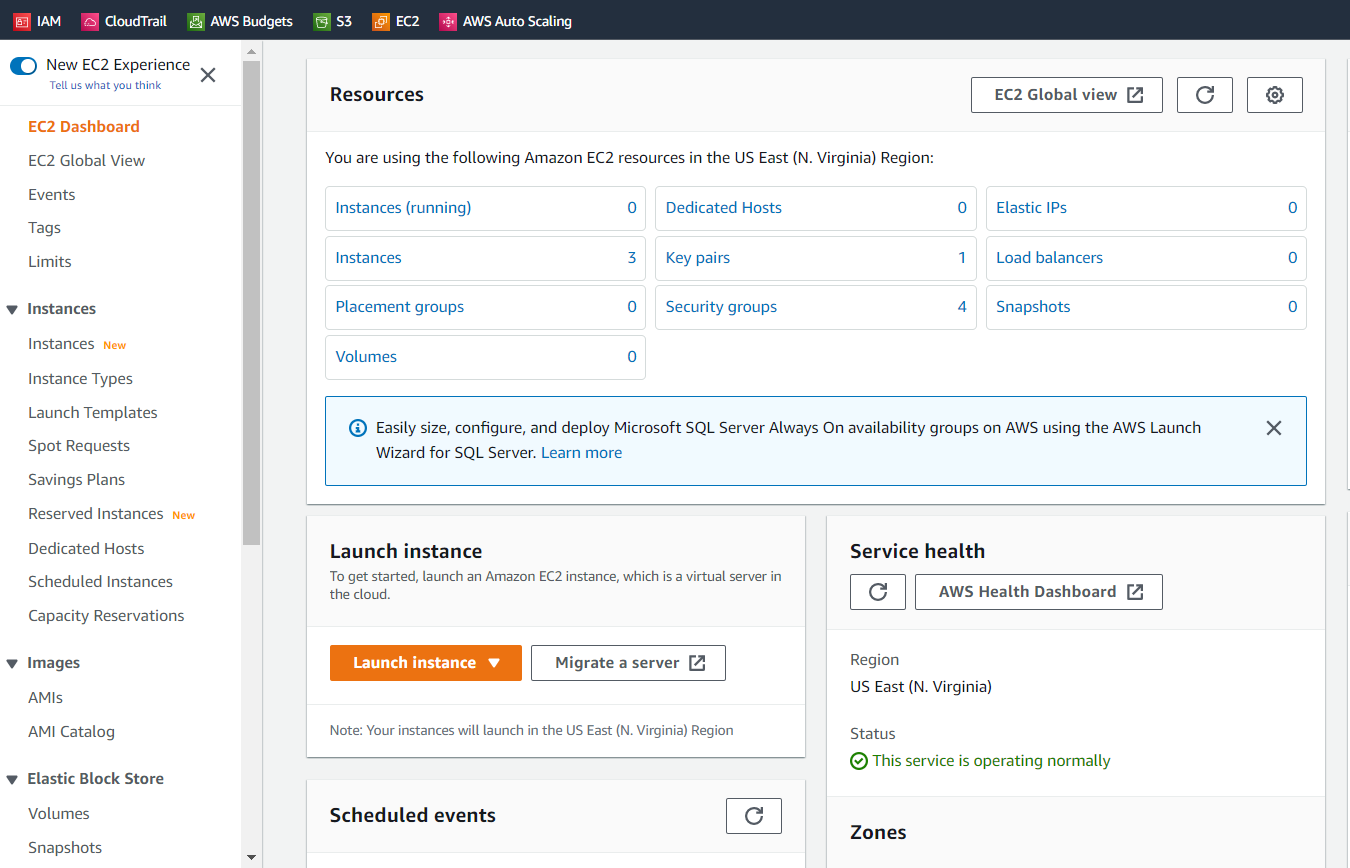 IAM CloudTrail AWS Budgets S3 EC2 AWS Auto Scaling
New EC2 Experience
Tell us what you think
EC2 Dashboard
EC2 Global View
Events
Tags
Limits
Instances
Instances New
Instance Types
Launch Templates
Spot Requests
Savings Plans
Reserved Instances New
Dedicated Hosts
Scheduled Instances
Capacity Reservations
Images
AMIs
AMI Catalog
Elastic Block Store
Volumes
Snapshots
Resources
EC2 Global view
You are using the following Amazon EC2 resources in the US East (N. Virginia) Region:
Instances (running) 0 Dedicated Hosts 0 Elastic IPs 0
Instances 3 Key pairs 1 Load balancers 0
Placement groups 0 Security groups 4 Snapshots 0
Volumes 0
Easily size, configure, and deploy Microsoft SQL Server Always On availability groups on AWS using the AWS Launch
Wizard for SQL Server. Learn more
Launch instance
To get started, launch an Amazon EC2 instance, which is a virtual server in
the cloud.
Launch instance Migrate a server
Note: Your instances will launch in the US East (N. Virginia) Region
Scheduled events
Service health
AWS Health Dashboard
Region
US East (N. Virginia)
Status
This service is operating normally
Zones